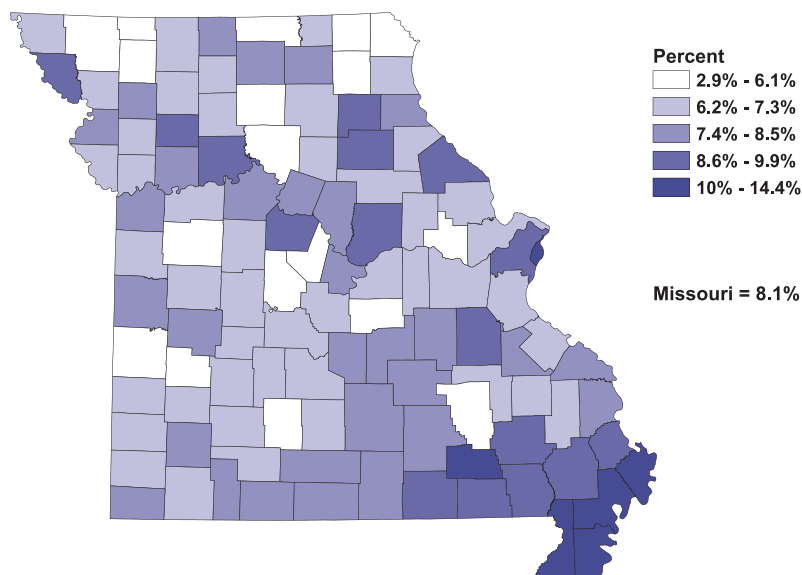 Percent
2.9% - 6.1%
6.2% - 7.3%
7.4% - 8.5%
8.6% - 9.9%
10% - 14.4%
Missouri = 8.1%